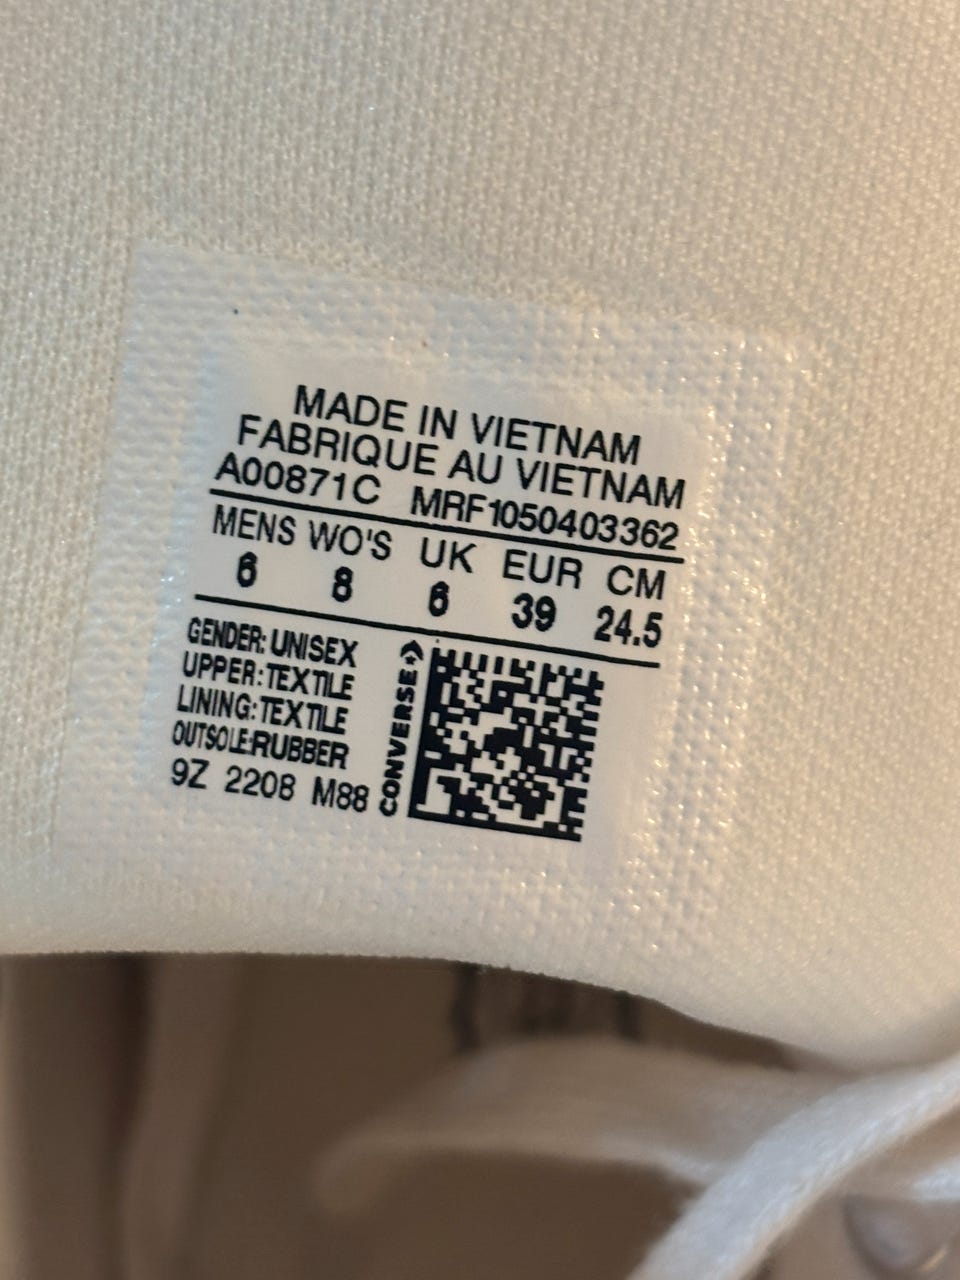 MADE IN VIETNAM
FABRIQUE AU VIETNAM
A00871C MRF1050403362
MENS WO'S UK EUR CM
6 8 6 39 24.5
GENDER: UNISEX
UPPER:TEXTILE
LINING:TEXTILE
OUTSOLE:RUBBER
9Z 2208 M88
CONVERSE